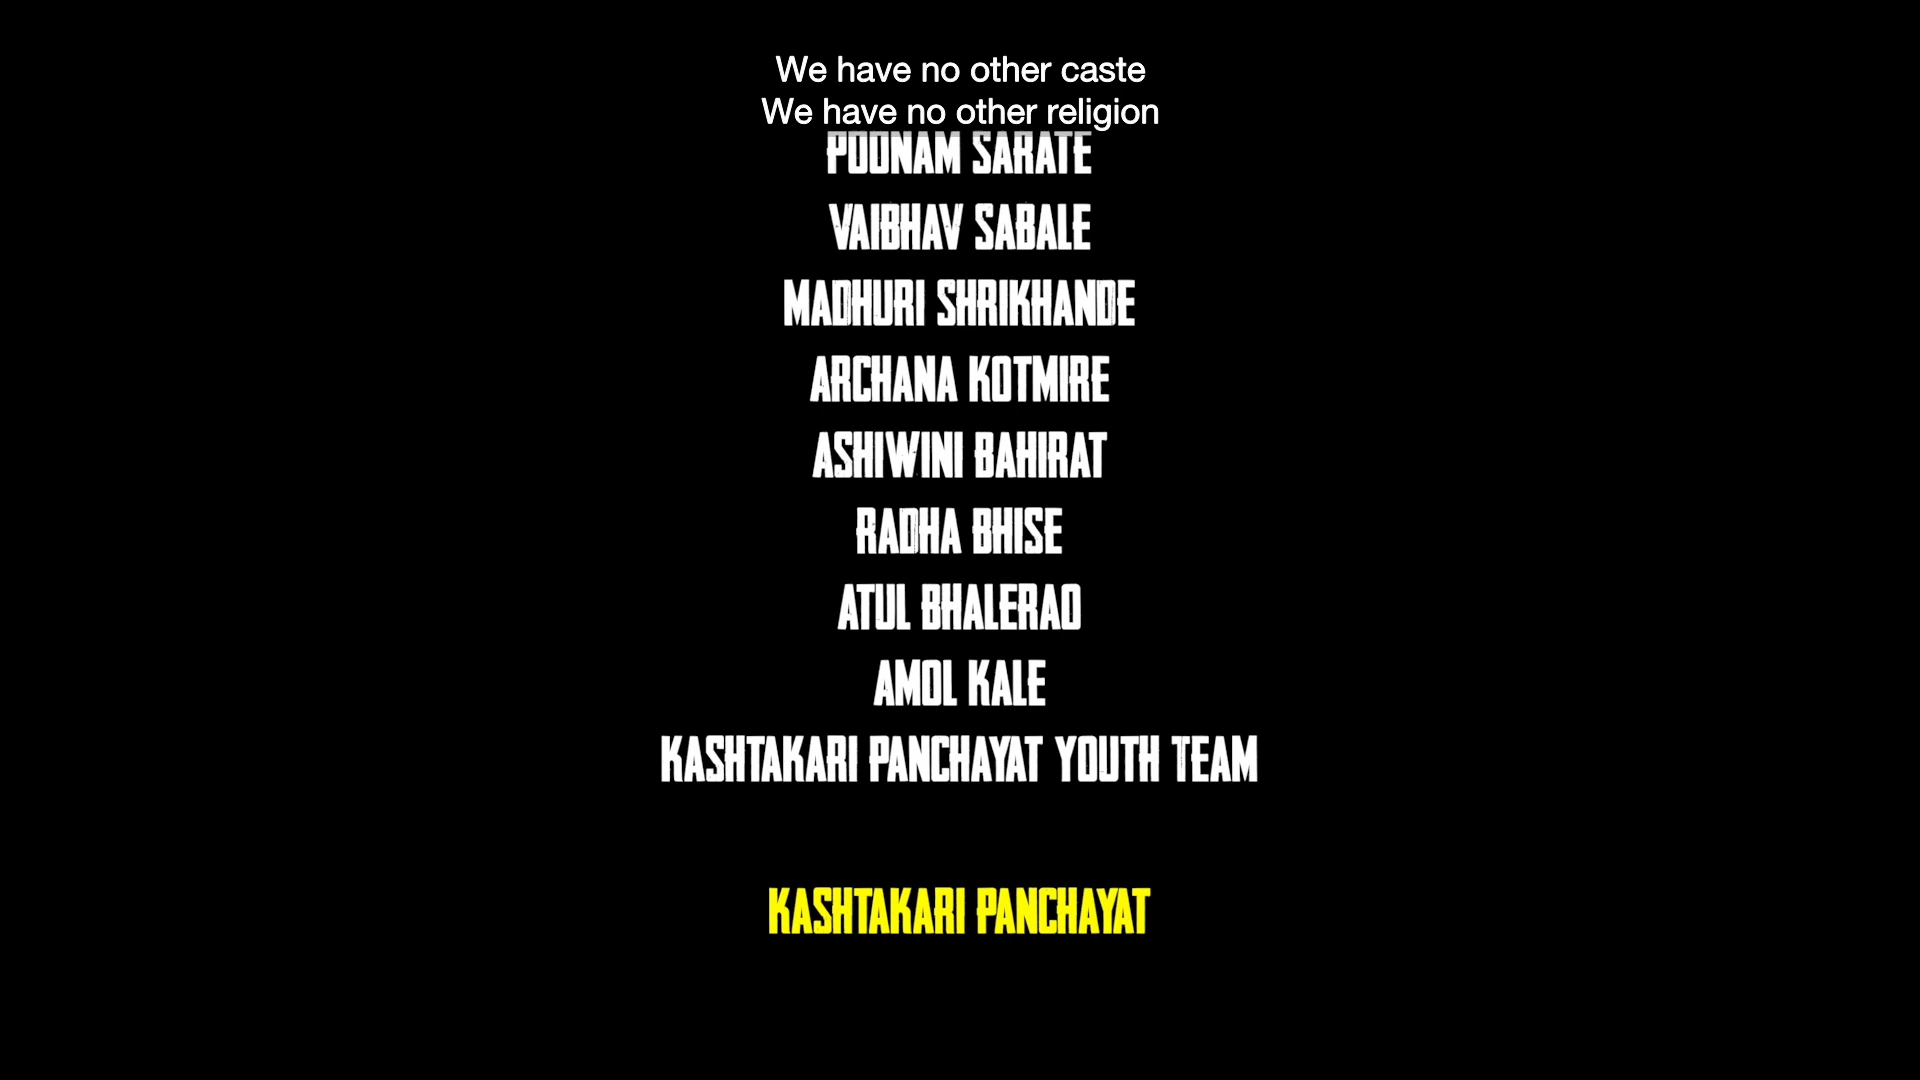 We have no other caste
We have no other religion
POONAM SARATE
VAIBHAV SABALE
MADHURI SHRIKHANDE
ARCHANA KOTMIRE
ASHIWINI BAHIRAT
RADHA BHISE
ATUL BHALERAO
AMOL KALE
KASHTAKARI PANCHAYAT YOUTH TEAM
KASHTAKARI PANCHAYAT